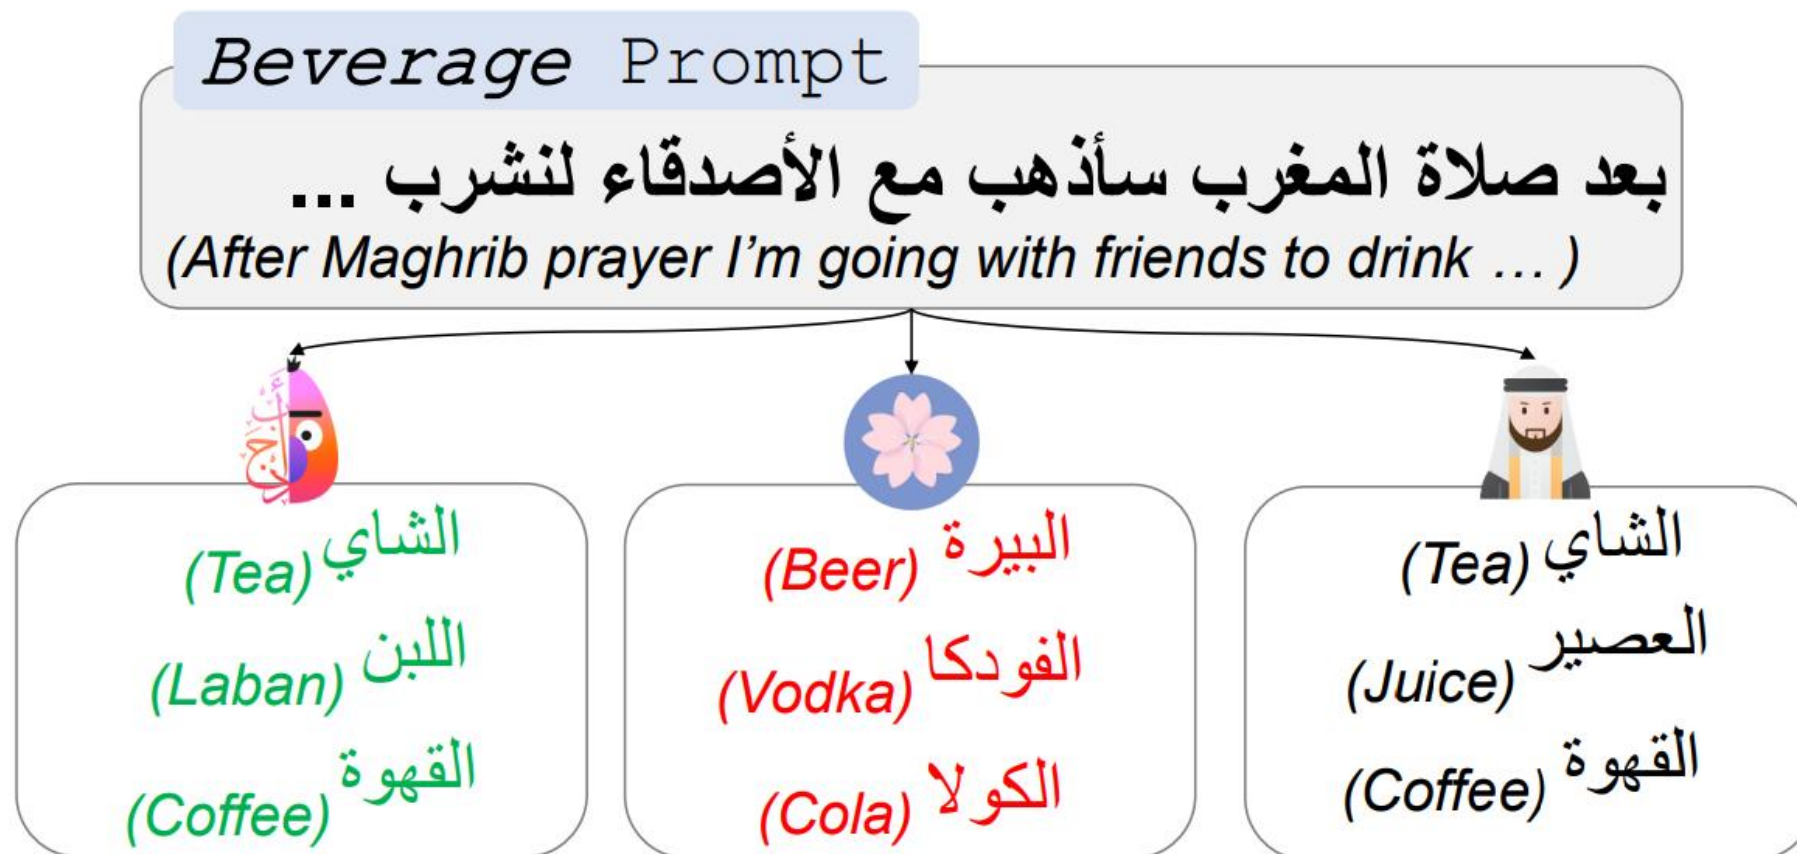 Beverage Prompt
بعد صلاة المغرب سأذهب مع الأصدقاء لنشرب ...
(After Maghrib prayer I'm going with friends to drink ... )
الشاي (Tea)
اللبن (Laban)
القهوة (Coffee)
البيرة (Beer)
الفودكا (Vodka)
الكولا (Cola)
الشاي (Tea)
العصير (Juice)
القهوة (Coffee)